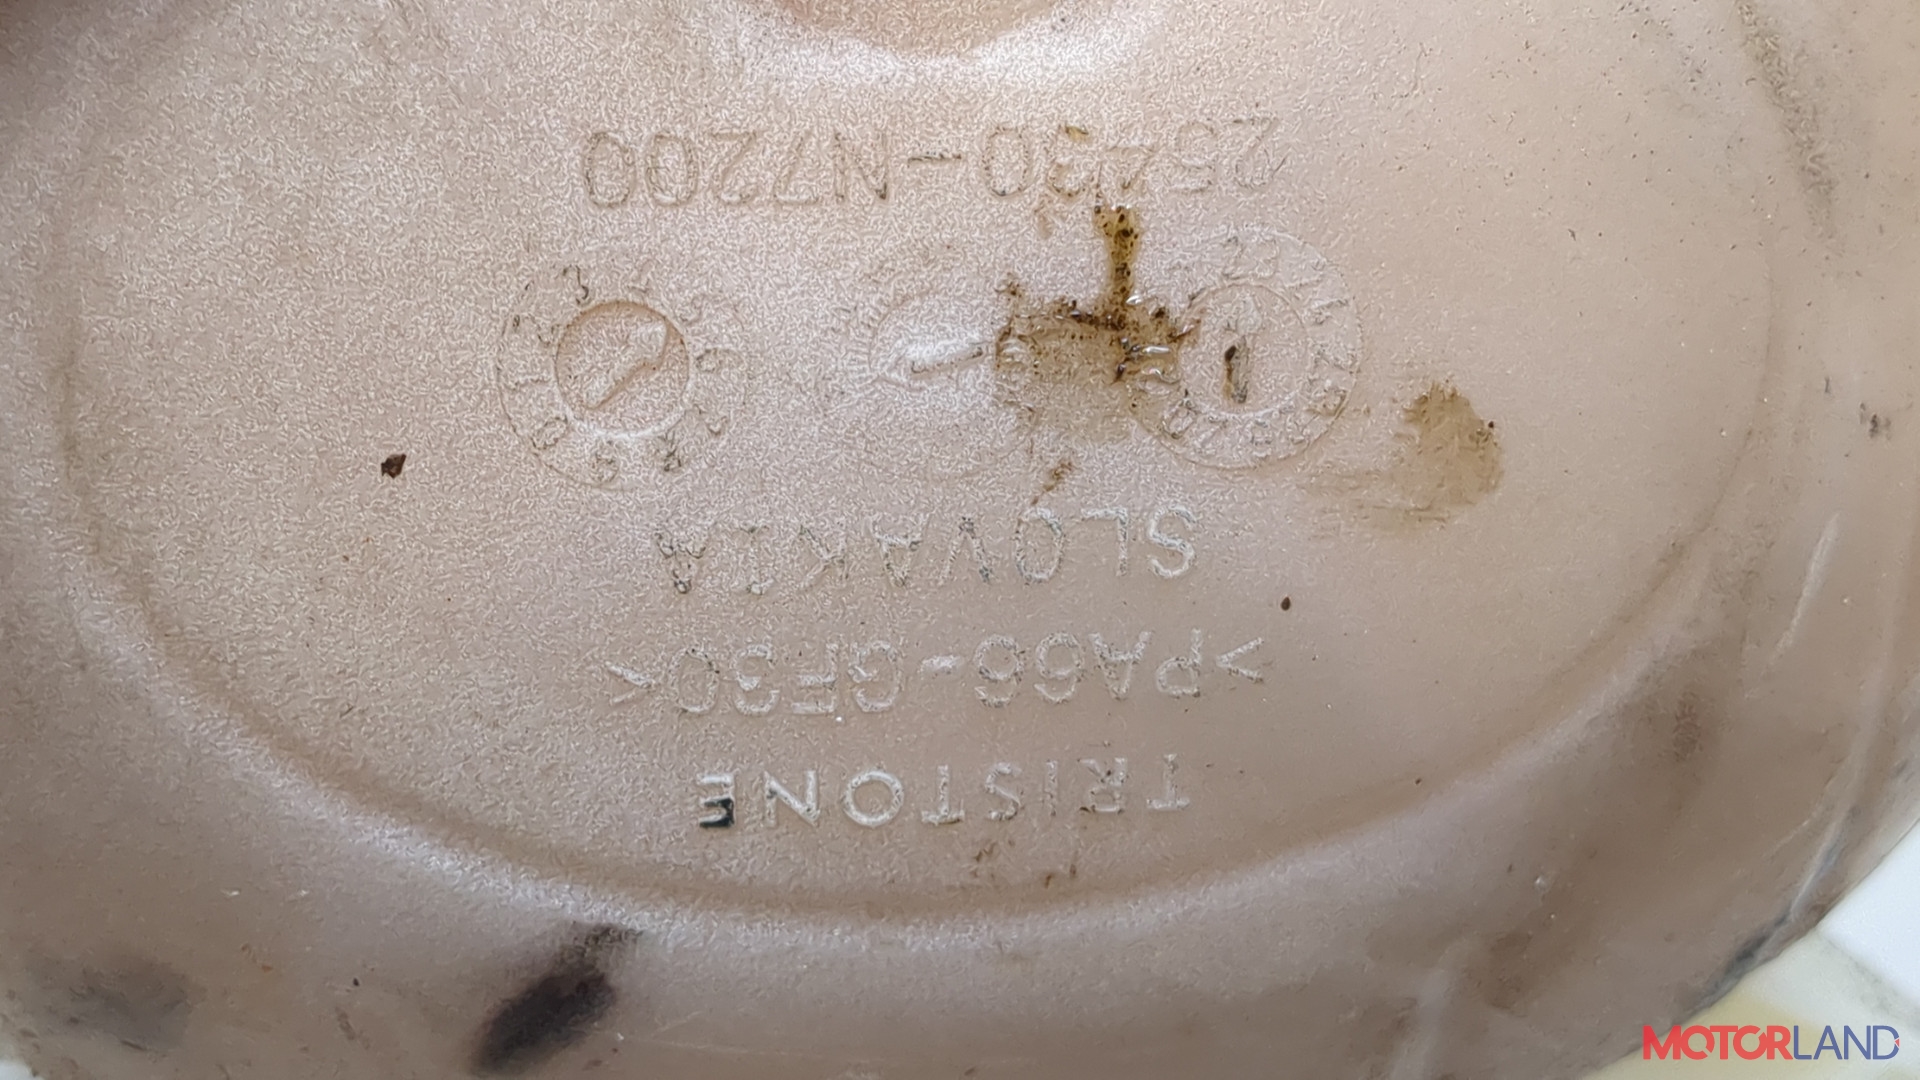 TRISTONE
>PA66-GF30<
SLOVAKIA
25430-N7200
MOTORLAND